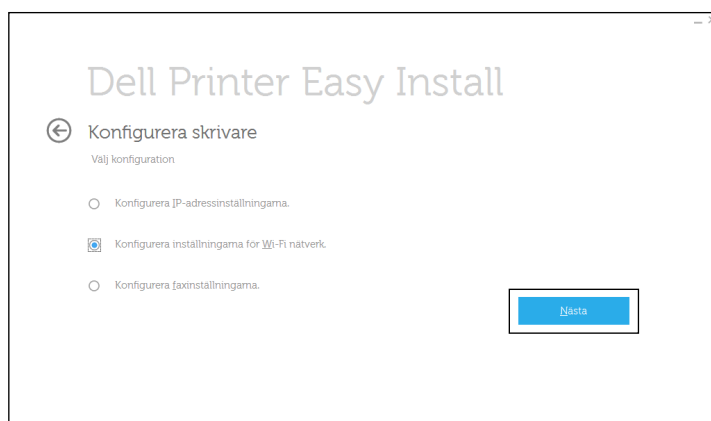 Dell Printer Easy Install
Konfigurera skrivare
Välj konfiguration
Konfigurera IP-adressinställningarna.
Konfigurera inställningarna för Wi-Fi nätverk.
Konfigurera faxinställningarna.
Nästa